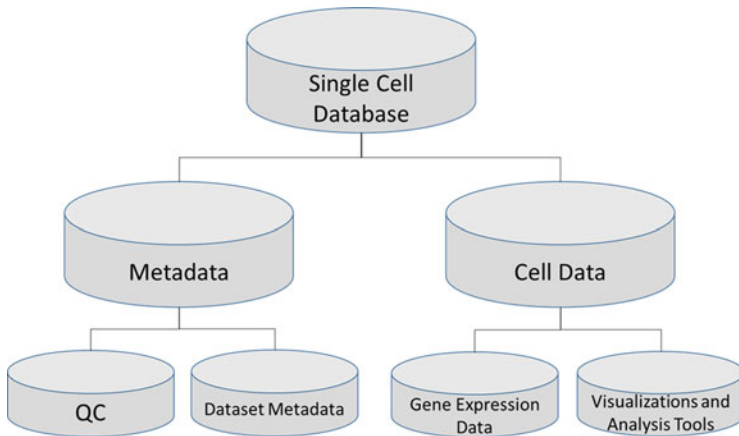 Single Cell
Database
Metadata
Cell Data
QC
Dataset Metadata
Gene Expression
Data
Visualizations and
Analysis Tools